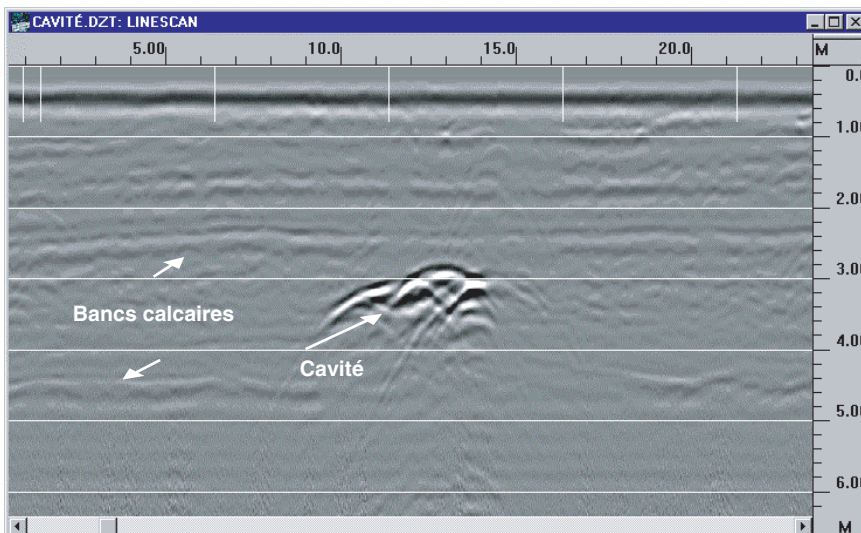 CAVITÉ.DZT: LINESCAN
5.00 10.0 15.0 20.0 M
0.0
1.00
2.00
3.00
Bancs calcaires
4.00
Cavité
5.00
6.00
M